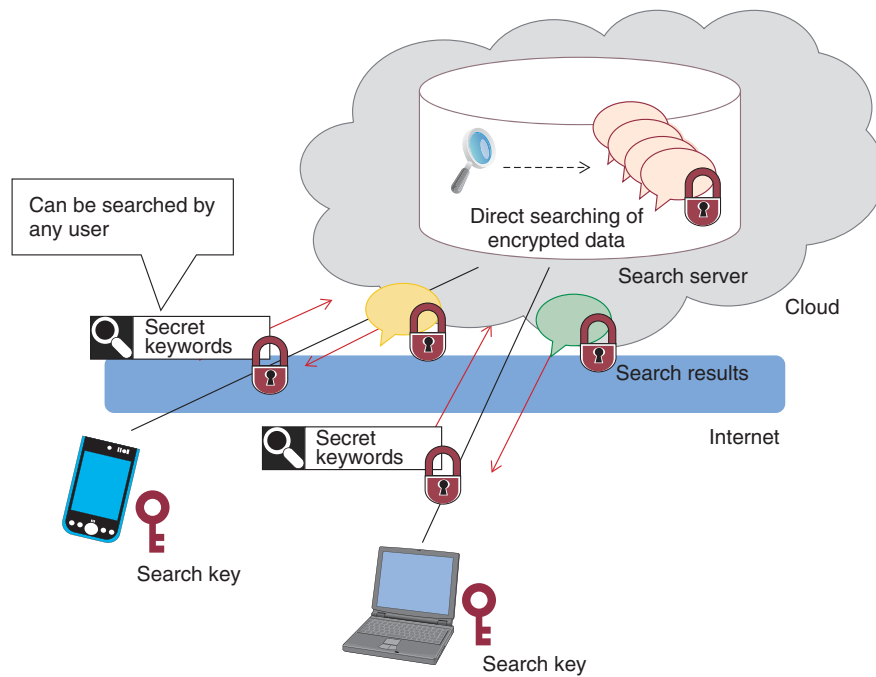 Direct searching of
encrypted data
Can be searched by
any user
Search server
Cloud
Secret
keywords
Search results
Internet
Secret
keywords
Search key
Search key